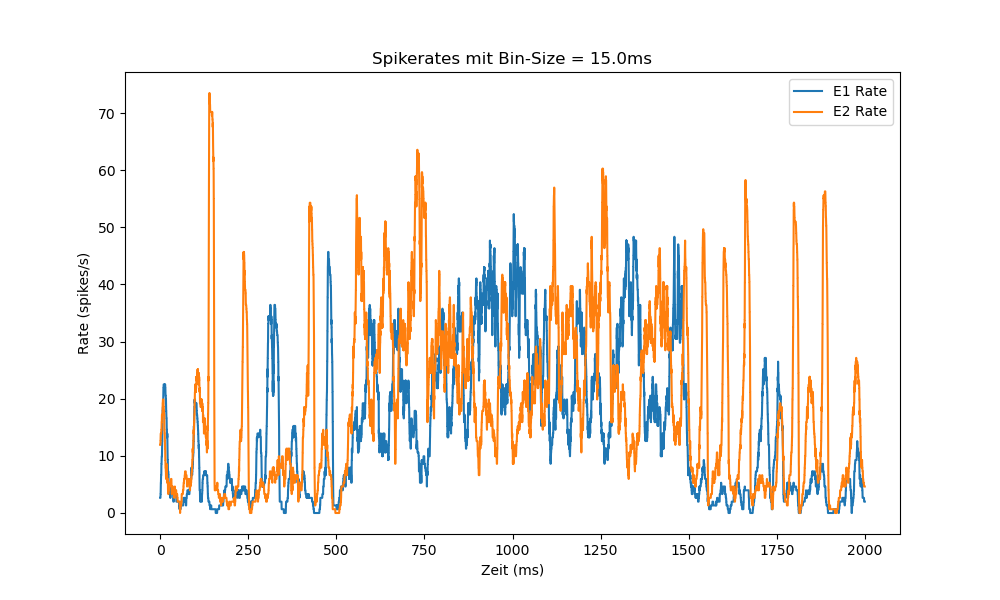 Spikerates mit Bin-Size = 15.0ms
E1 Rate
E2 Rate
70
60
50
40
30
20
10
0
Rate (spikes/s)
0 250 500 750 1000 1250 1500 1750 2000
Zeit (ms)